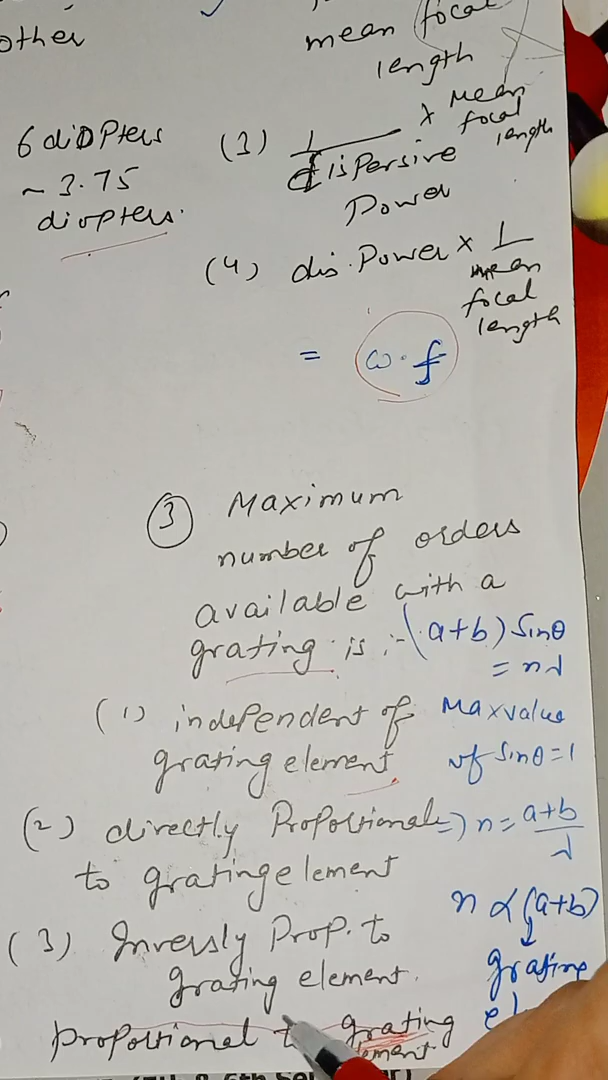 other
mean focal
length
6 diopters
~ 3.75
diopters.
(3) 1 / dispersive Power × Mean focal length
(4) dis. Power × 1 / mean focal length
= ω·f
(3) Maximum
number of orders
available with a
grating is :-
(a+b) Sinθ
= nλ
(1) independent of
grating element
Max value
of sinθ=1
(2) directly Proportional
to grating element
=) n = a+b / λ
n ∝ (a+b)
↓
grating
(3) Inversly Prop. to
grating element.
Proportional to grating